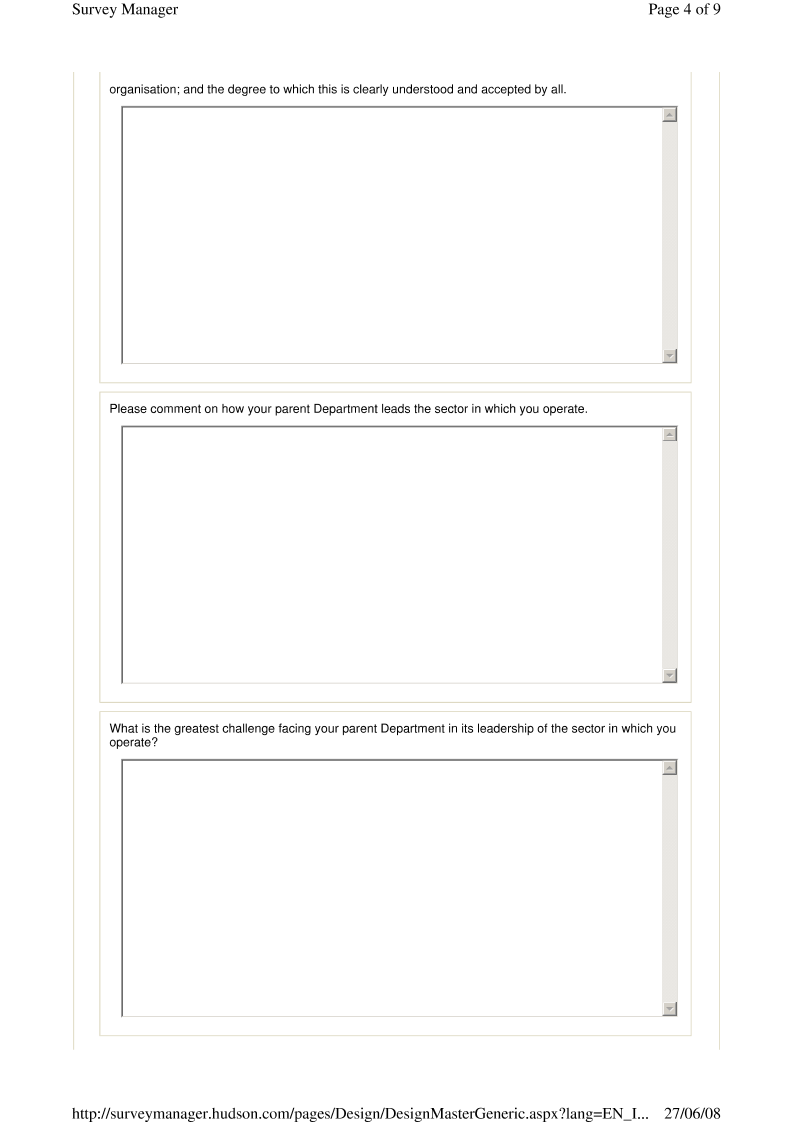 Survey Manager Page 4 of 9
organisation; and the degree to which this is clearly understood and accepted by all.
Please comment on how your parent Department leads the sector in which you operate.
What is the greatest challenge facing your parent Department in its leadership of the sector in which you
operate?
http://surveymanager.hudson.com/pages/Design/DesignMasterGeneric.aspx?lang=EN_I... 27/06/08